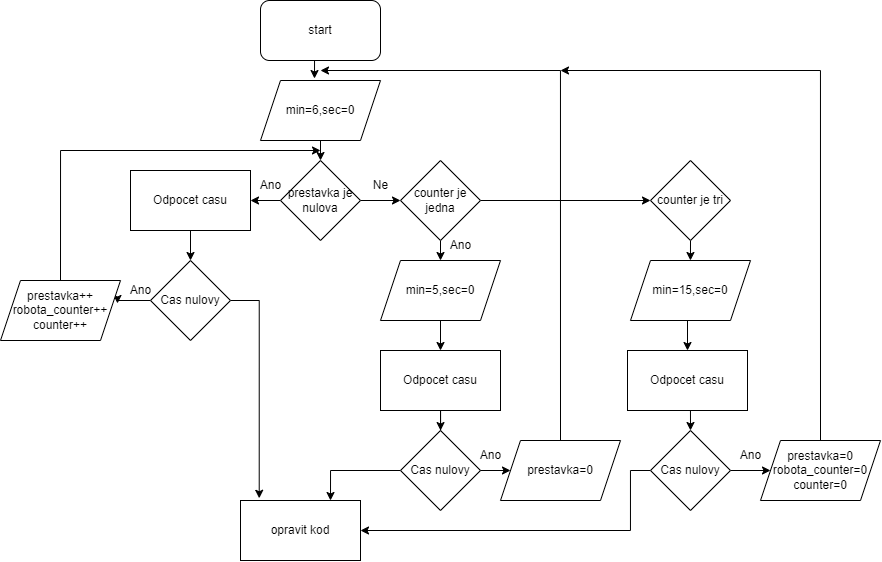 start
min=6,sec=0
Ano
prestavka je
nulova
Ne
counter je
jedna
counter je tri
Odpocet casu
Ano
prestavka++
robota_counter++
counter++
Ano
Cas nulovy
min=5,sec=0
min=15,sec=0
Odpocet casu
Odpocet casu
Cas nulovy
Ano
prestavka=0
Cas nulovy
Ano
prestavka=0
robota_counter=0
counter=0
opravit kod